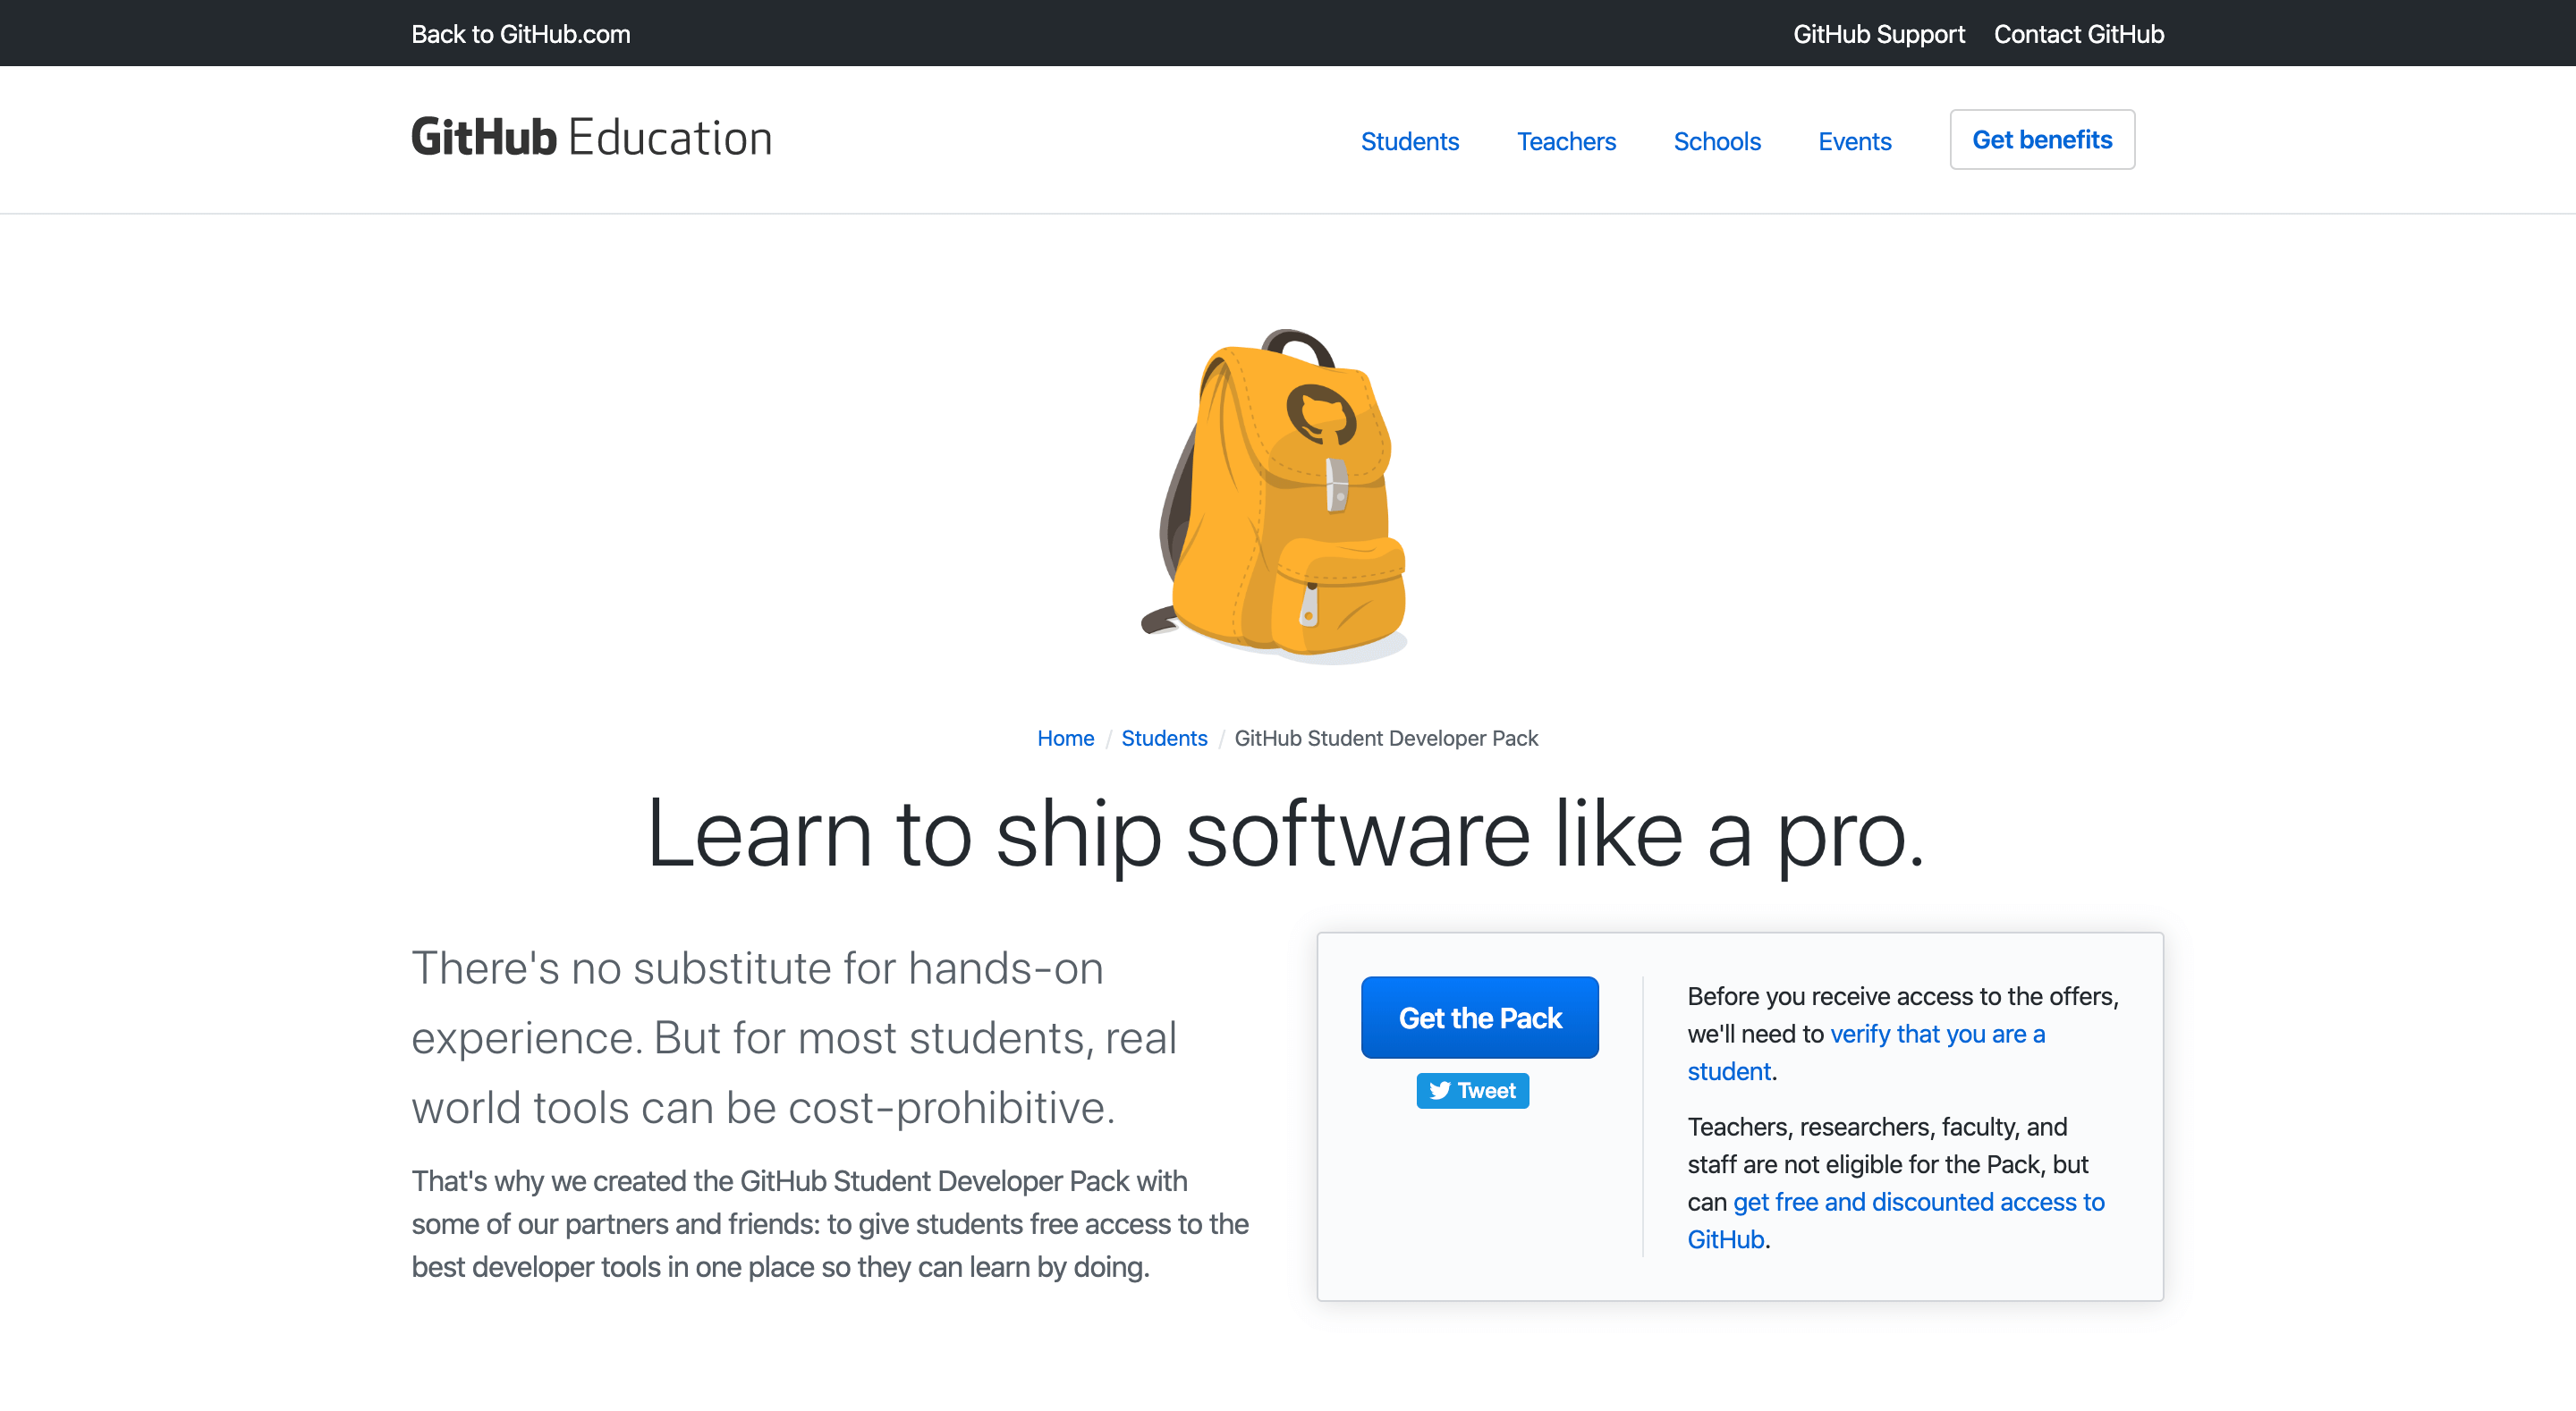 Back to GitHub.com GitHub Support Contact GitHub
GitHub Education Students Teachers Schools Events Get benefits
Home / Students / GitHub Student Developer Pack
Learn to ship software like a pro.
There's no substitute for hands-on
experience. But for most students, real
world tools can be cost-prohibitive.
That's why we created the GitHub Student Developer Pack with
some of our partners and friends: to give students free access to the
best developer tools in one place so they can learn by doing.
Get the Pack
Tweet
Before you receive access to the offers,
we'll need to verify that you are a
student.
Teachers, researchers, faculty, and
staff are not eligible for the Pack, but
can get free and discounted access to
GitHub.